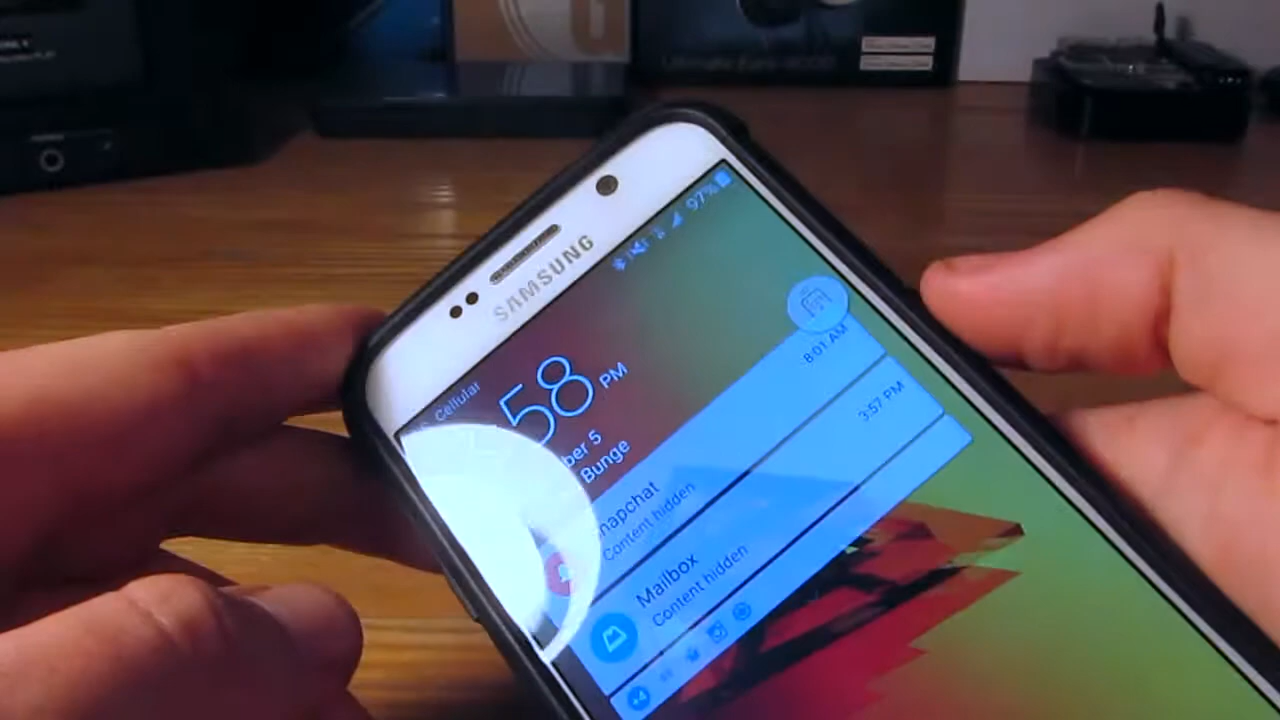 SAMSUNG
97%
Cellular
58 PM
ber 5
Bunge
8:01 AM
napchat
Content hidden
3:57 PM
Mailbox
Content hidden
G